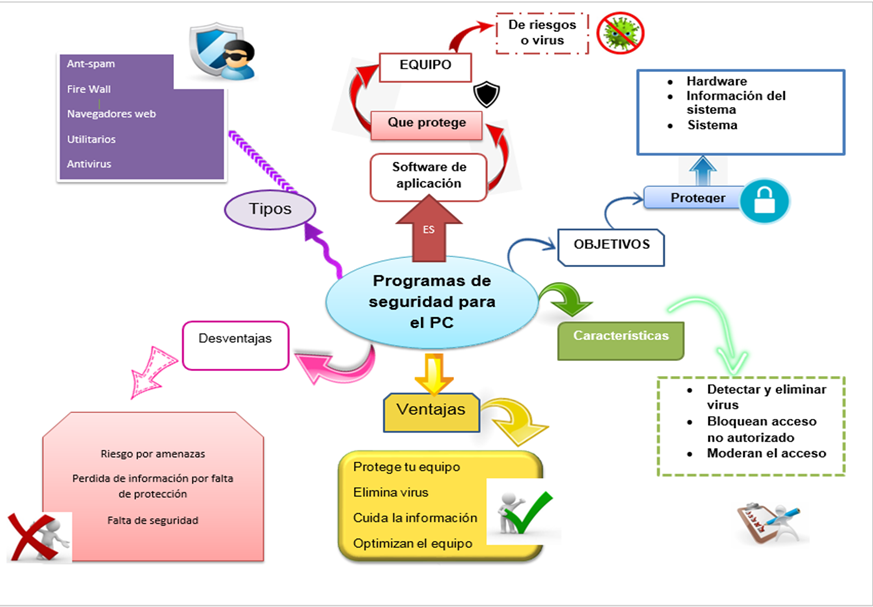 De riesgos
o virus
EQUIPO
Que protege
Software de
aplicación
ES
Ant-spam
Fire Wall
Navegadores web
Utilitarios
Antivirus
Tipos
• Hardware
• Información del
sistema
• Sistema
Proteger
OBJETIVOS
Programas de
seguridad para
el PC
Características
• Detectar y eliminar
virus
• Bloquean acceso
no autorizado
• Moderan el acceso
Desventajas
Riesgo por amenazas
Perdida de información por falta
de protección
Falta de seguridad
Ventajas
Protege tu equipo
Elimina virus
Cuida la información
Optimizan el equipo